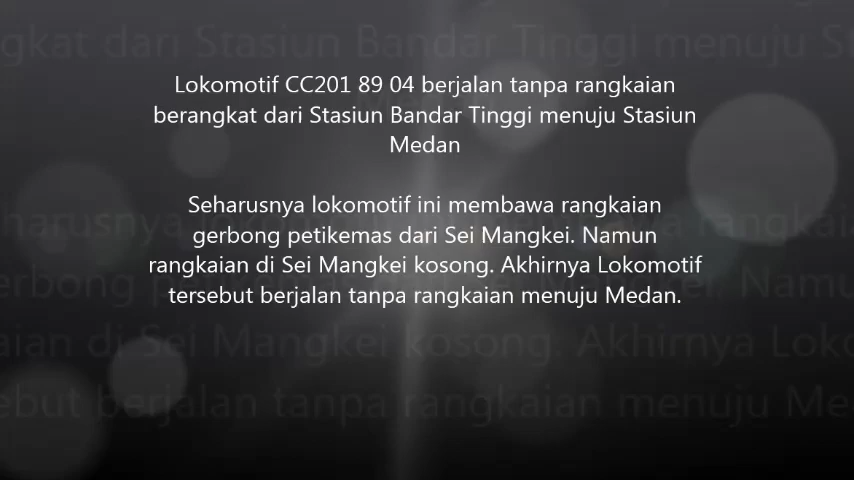 Lokomotif CC201 89 04 berjalan tanpa rangkaian
berangkat dari Stasiun Bandar Tinggi menuju Stasiun
Medan
Seharusnya lokomotif ini membawa rangkaian
gerbong petikemas dari Sei Mangkei. Namun
rangkaian di Sei Mangkei kosong. Akhirnya Lokomotif
tersebut berjalan tanpa rangkaian menuju Medan.